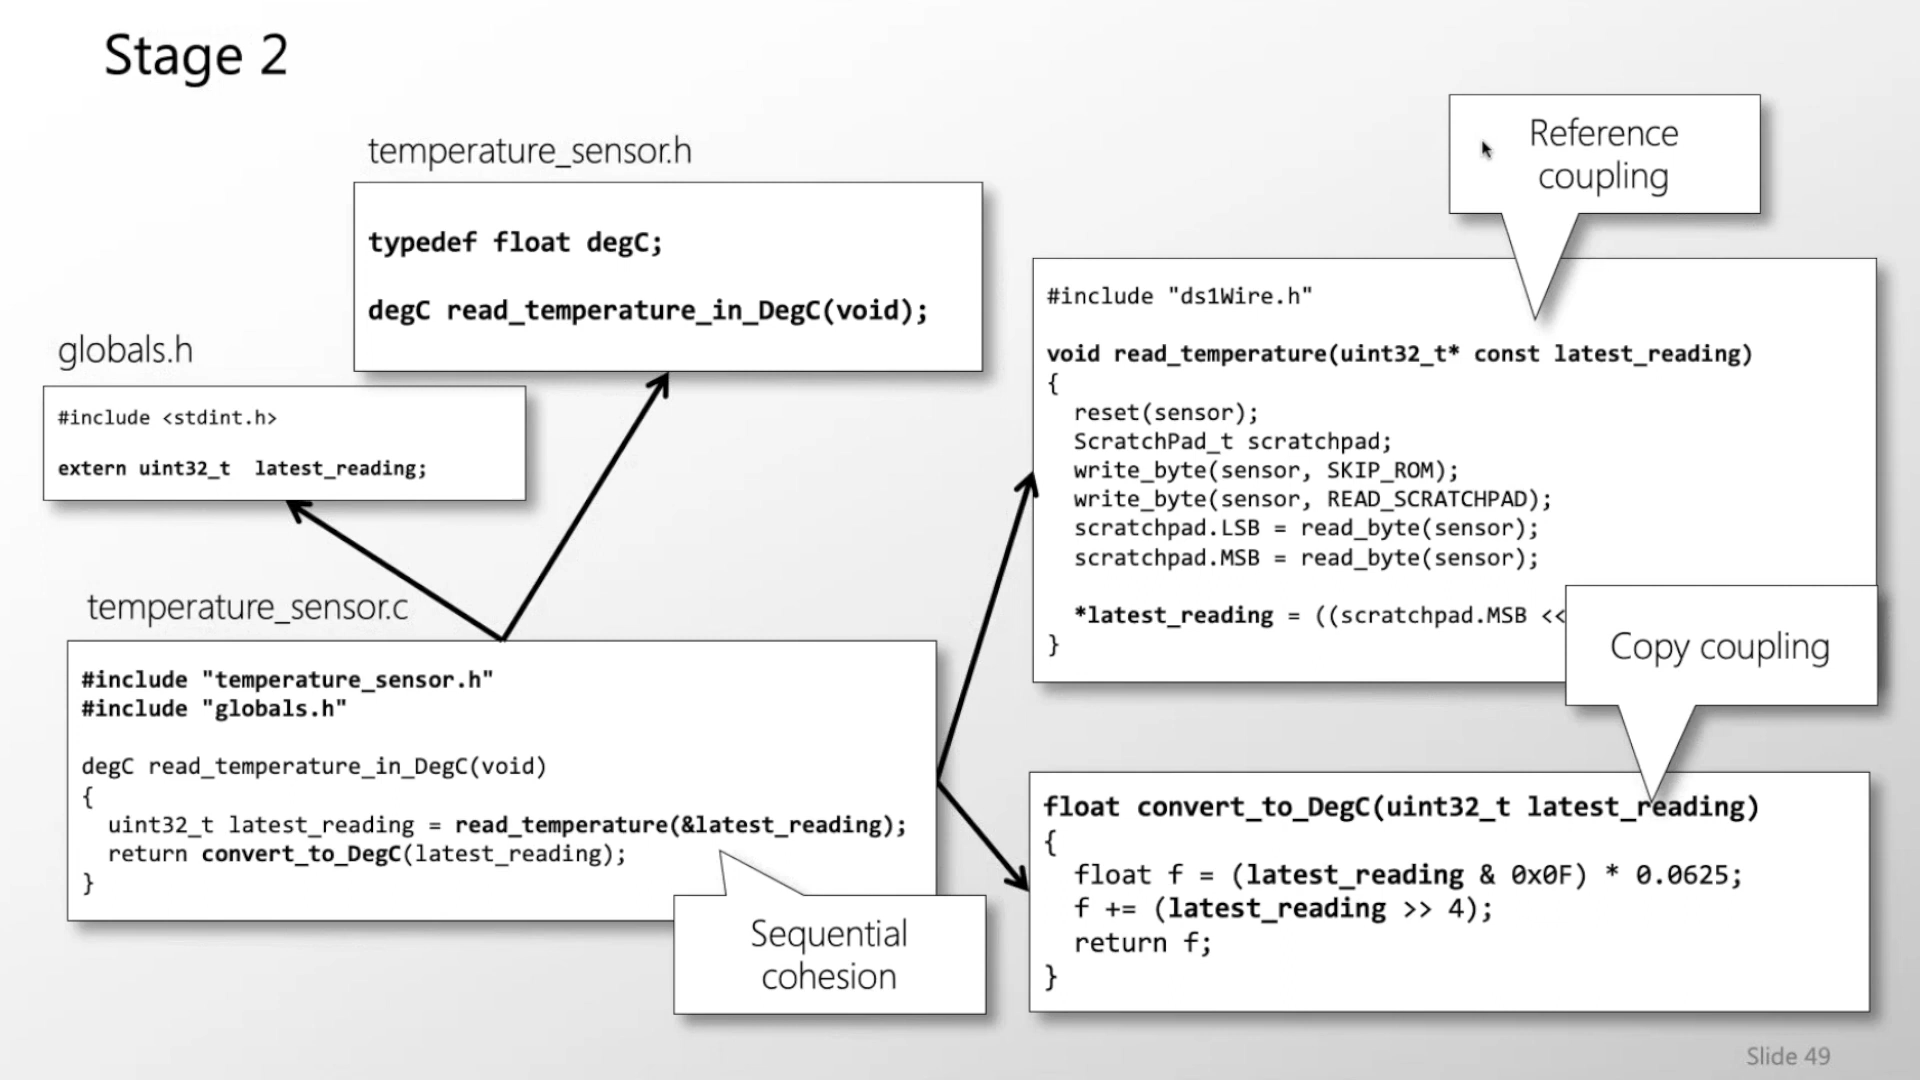 Stage 2
temperature_sensor.h
typedef float degC;
degC read_temperature_in_DegC(void);
globals.h
#include <stdint.h>
extern uint32_t  latest_reading;
temperature_sensor.c
#include "temperature_sensor.h"
#include "globals.h"
degC read_temperature_in_DegC(void)
{
  uint32_t latest_reading = read_temperature(&latest_reading);
  return convert_to_DegC(latest_reading);
}
Sequential
cohesion
Reference
coupling
#include "ds1Wire.h"
void read_temperature(uint32_t* const latest_reading)
{
  reset(sensor);
  ScratchPad_t scratchpad;
  write_byte(sensor, SKIP_ROM);
  write_byte(sensor, READ_SCRATCHPAD);
  scratchpad.LSB = read_byte(sensor);
  scratchpad.MSB = read_byte(sensor);
  *latest_reading = ((scratchpad.MSB <<
}
Copy coupling
float convert_to_DegC(uint32_t latest_reading)
{
  float f = (latest_reading & 0x0F) * 0.0625;
  f += (latest_reading >> 4);
  return f;
}
Slide 49